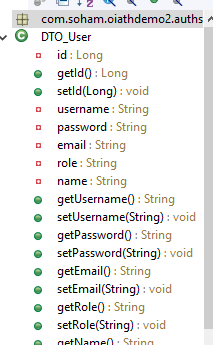 com.soham.oiathdemo2.auths
DTO_User
id : Long
getId() : Long
setId(Long) : void
username : String
password : String
email : String
role : String
name : String
getUsername() : String
setUsername(String) : void
getPassword() : String
setPassword(String) : void
getEmail() : String
setEmail(String) : void
getRole() : String
setRole(String) : void
getName() : String